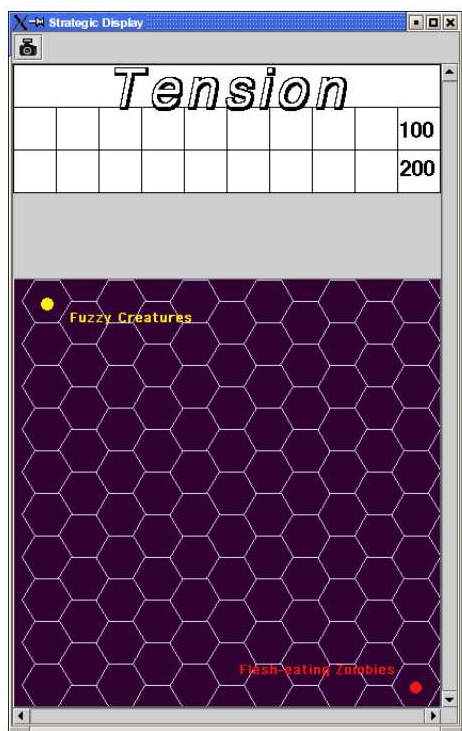 Strategic Display
Tension
100
200
Fuzzy Creatures
Flesh-eating Zombies